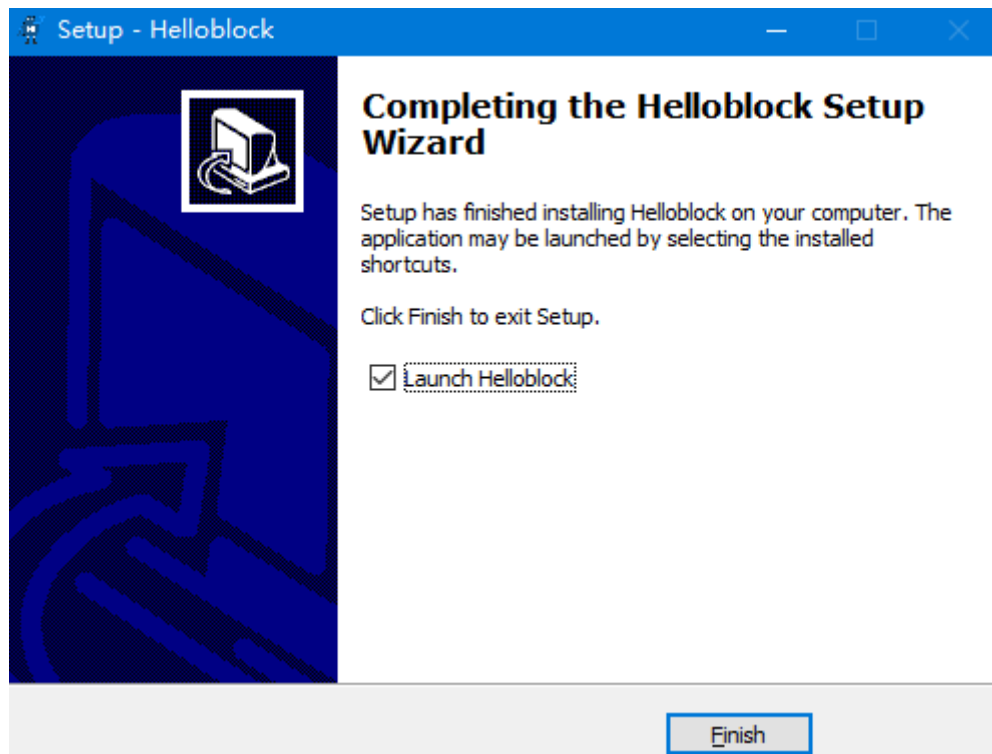 Setup - Helloblock
Completing the Helloblock Setup
Wizard
Setup has finished installing Helloblock on your computer. The
application may be launched by selecting the installed
shortcuts.
Click Finish to exit Setup.
Launch Helloblock
Finish